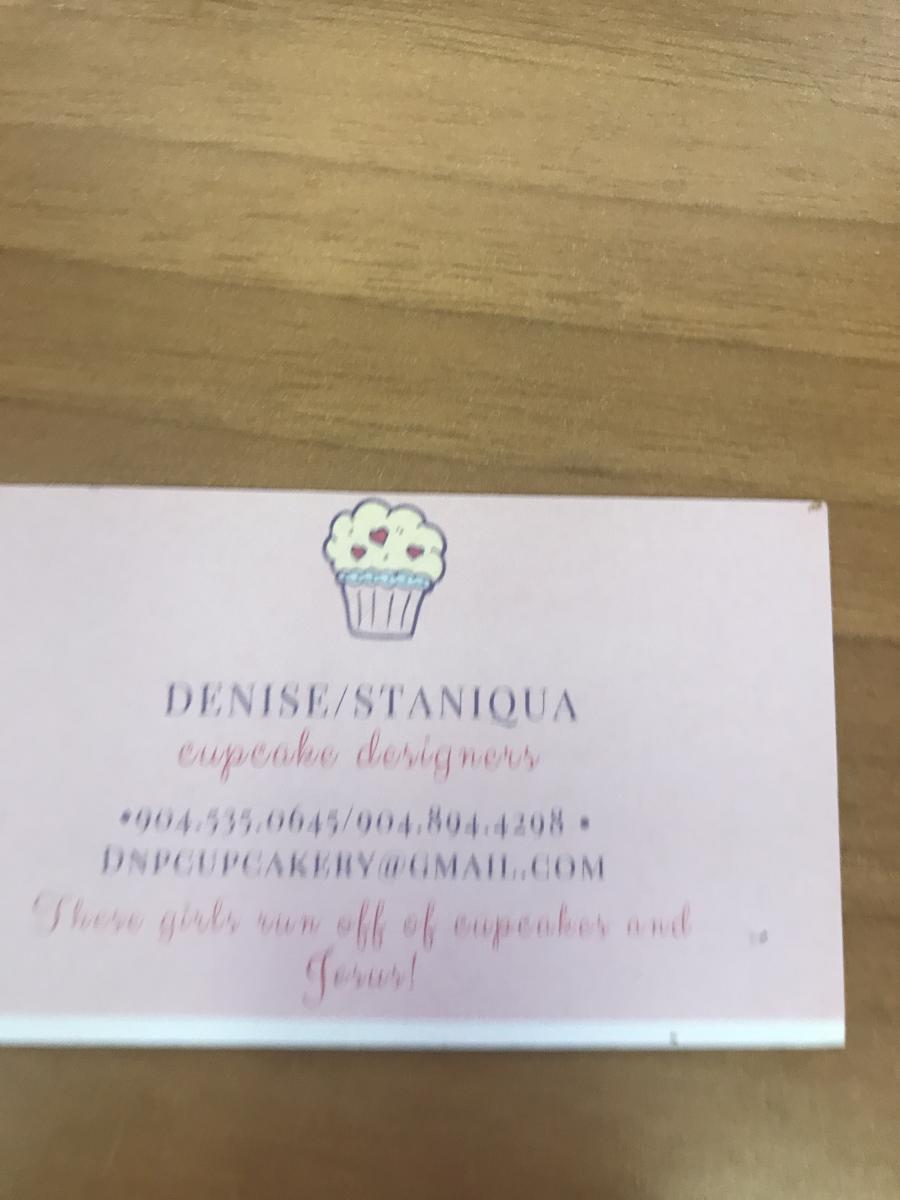 DENISE/STANIQUA
cupcake designers
•904.535.0645/904.894.4298 •
DNPCUPCAKERY@GMAIL.COM
These girls run off of cupcakes and
Jesus!